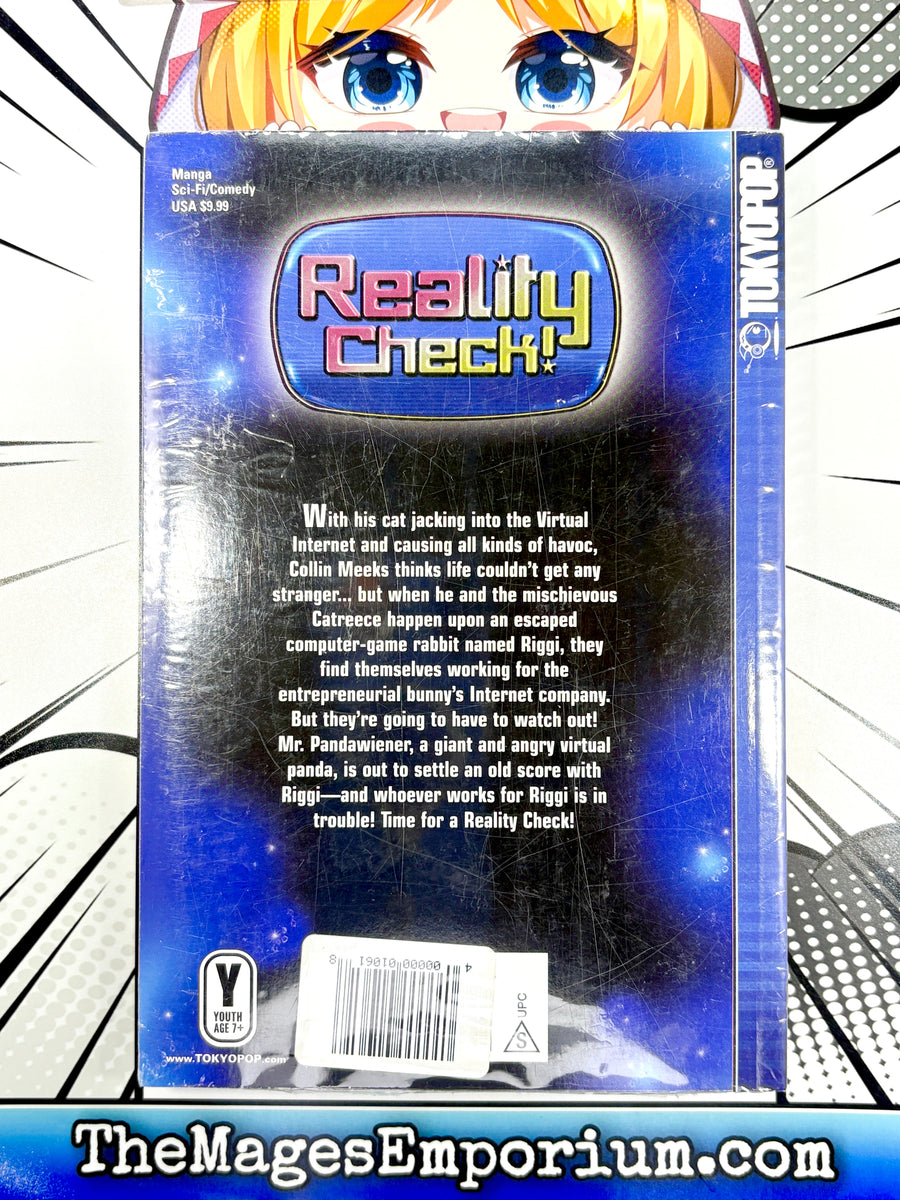 Manga
Sci-Fi/Comedy
USA $9.99
TOKYOPOP®
Reality
Check!
With his cat jacking into the Virtual
Internet and causing all kinds of havoc,
Collin Meeks thinks life couldn't get any
stranger... but when he and the mischievous
Catreece happen upon an escaped
computer-game rabbit named Riggi, they
find themselves working for the
entrepreneurial bunny's Internet company.
But they're going to have to watch out!
Mr. Pandawiener, a giant and angry virtual
panda, is out to settle an old score with
Riggi—and whoever works for Riggi is in
trouble! Time for a Reality Check!
Y
YOUTH
AGE 7+
4 000000 01061 8
S
UPC
www.TOKYOPOP.com
TheMagesEmporium.com